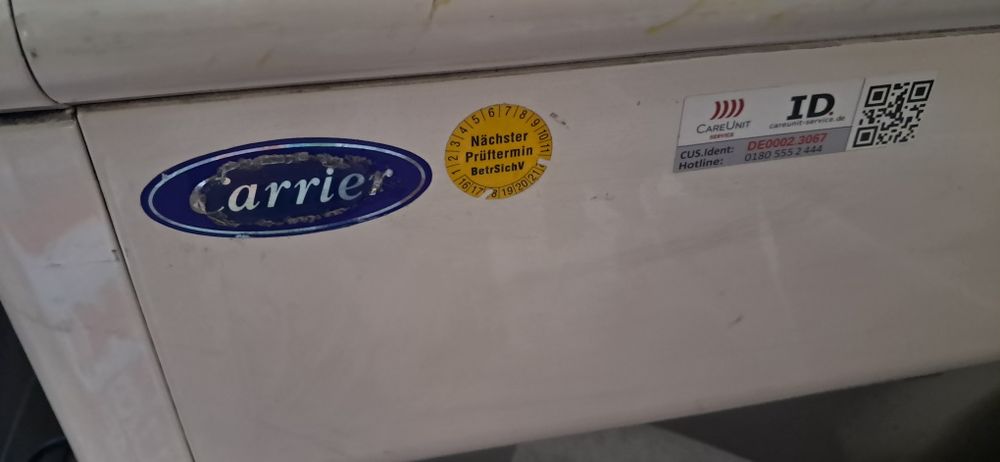 Carrier
1 2 3 4 5 6 7 8 9 10 11
Nächster
Prüftermin
BetrSichV
16 17 18 19 20 21
CAREUNIT
SERVICE
ID.
careunit-service.de
CUS.Ident: DE0002.3067
Hotline: 0180 555 2 444